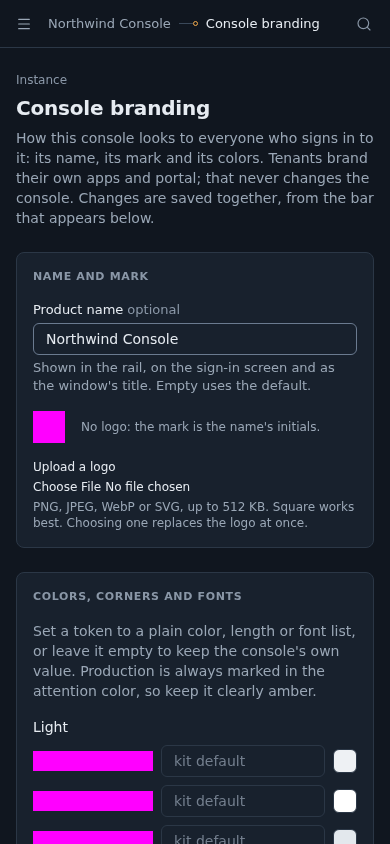 Northwind Console Console branding
Instance
Console branding
How this console looks to everyone who signs in to
it: its name, its mark and its colors. Tenants brand
their own apps and portal; that never changes the
console. Changes are saved together, from the bar
that appears below.
NAME AND MARK
Product name optional
Northwind Console
Shown in the rail, on the sign-in screen and as
the window's title. Empty uses the default.
No logo: the mark is the name's initials.
Upload a logo
Choose File No file chosen
PNG, JPEG, WebP or SVG, up to 512 KB. Square works
best. Choosing one replaces the logo at once.
COLORS, CORNERS AND FONTS
Set a token to a plain color, length or font list,
or leave it empty to keep the console's own
value. Production is always marked in the
attention color, so keep it clearly amber.
Light
kit default
kit default
kit default